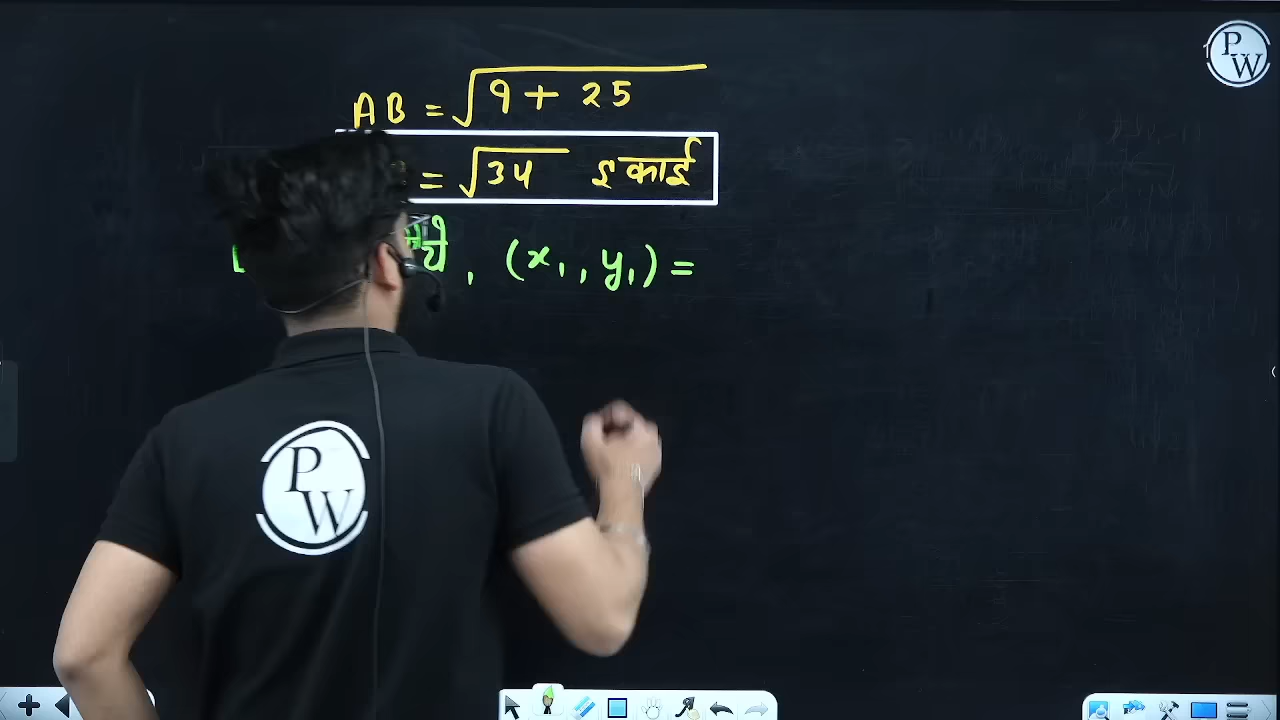 P
W
AB = √9 + 25
= √34 इकाई
, (x₁, y₁) =
P
W